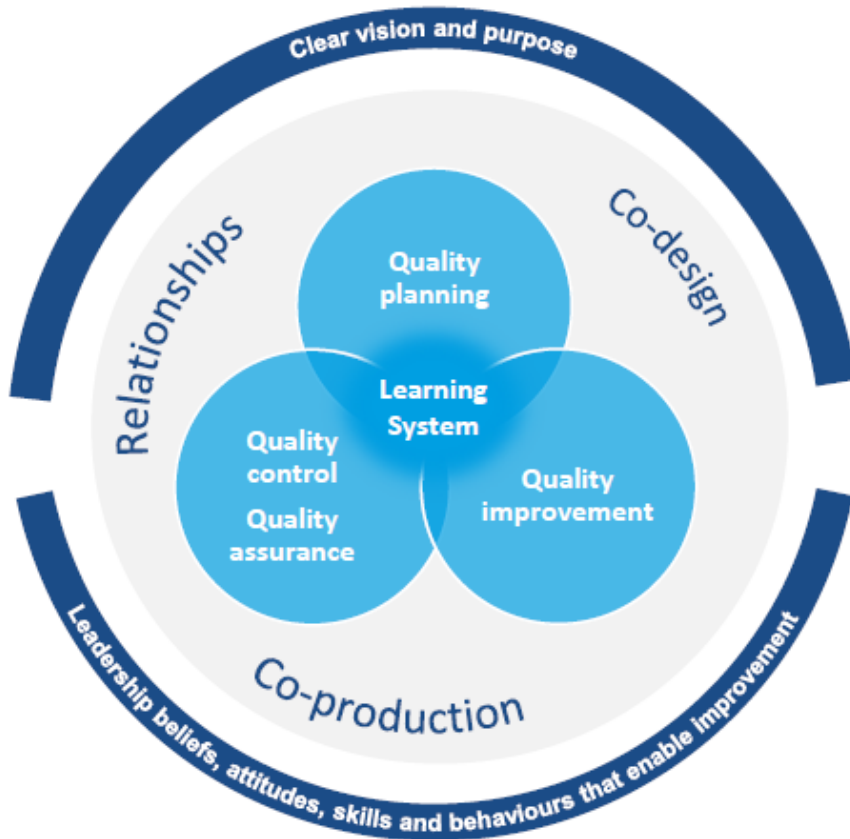 Clear vision and purpose
Relationships
Co-design
Quality
planning
Learning
System
Quality
control
Quality
assurance
Quality
improvement
Co-production
Leadership beliefs, attitudes, skills and behaviours that enable improvement